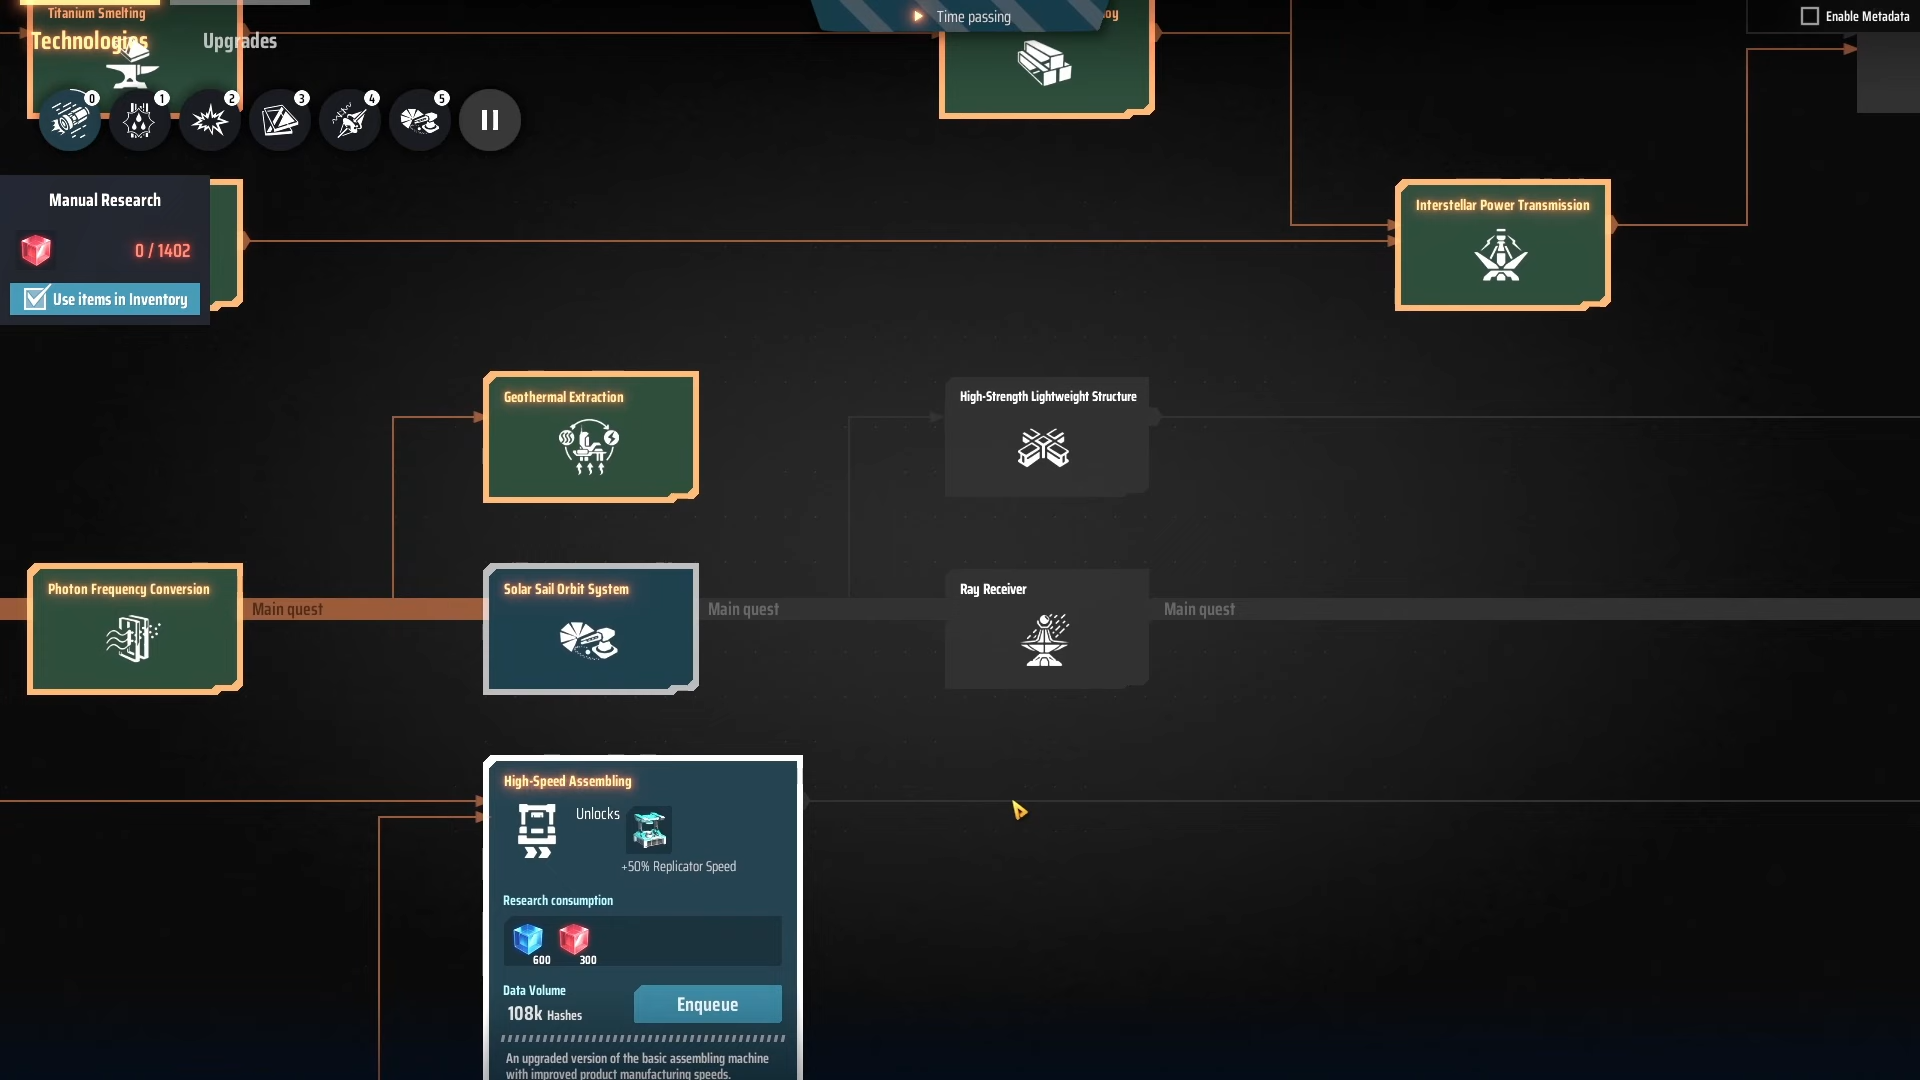 Titanium Smelting
Time passing
oy
Enable Metadata
Technologies
Upgrades
0
1
2
3
4
5
Manual Research
0 / 1402
Use items in Inventory
Interstellar Power Transmission
Geothermal Extraction
High-Strength Lightweight Structure
Photon Frequency Conversion
Main quest
Solar Sail Orbit System
Main quest
Ray Receiver
Main quest
High-Speed Assembling
Unlocks
+50% Replicator Speed
Research consumption
600
300
Data Volume
108k Hashes
Enqueue
An upgraded version of the basic assembling machine
with improved product manufacturing speeds.